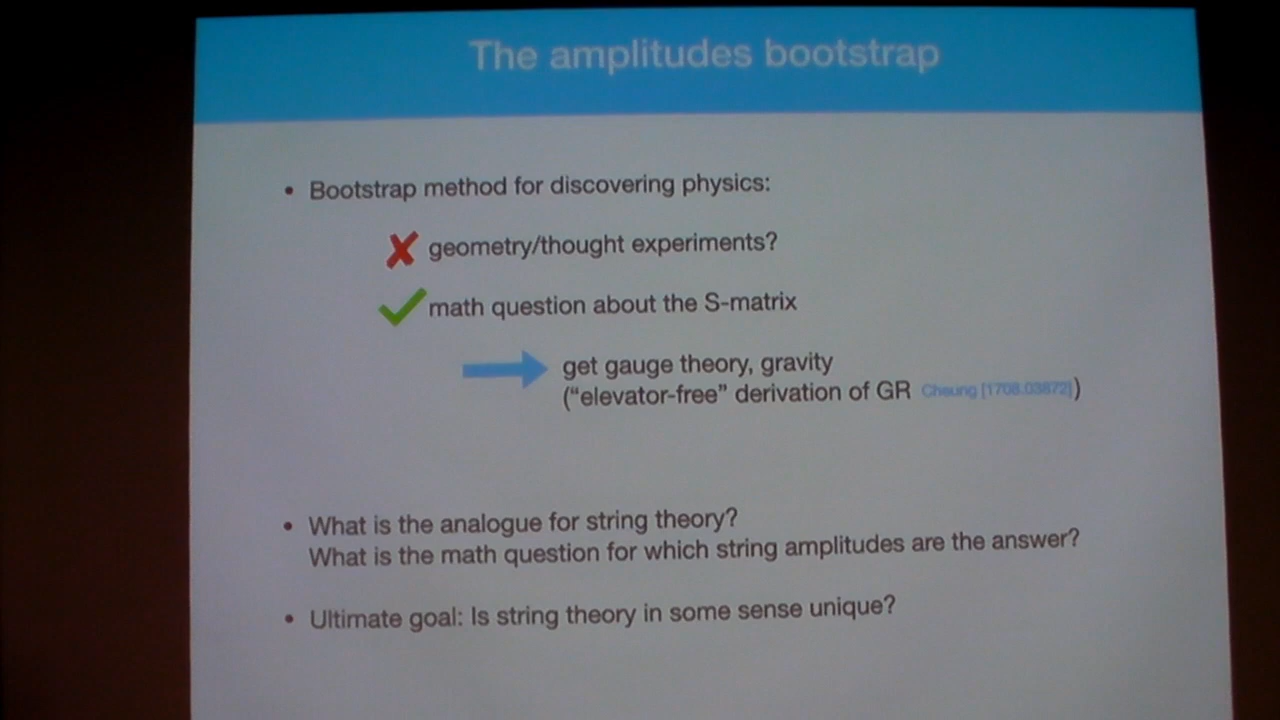 The amplitudes bootstrap
• Bootstrap method for discovering physics:
geometry/thought experiments?
math question about the S-matrix
get gauge theory, gravity
(“elevator-free” derivation of GR Cheung [1708.03872])
• What is the analogue for string theory?
What is the math question for which string amplitudes are the answer?
• Ultimate goal: Is string theory in some sense unique?